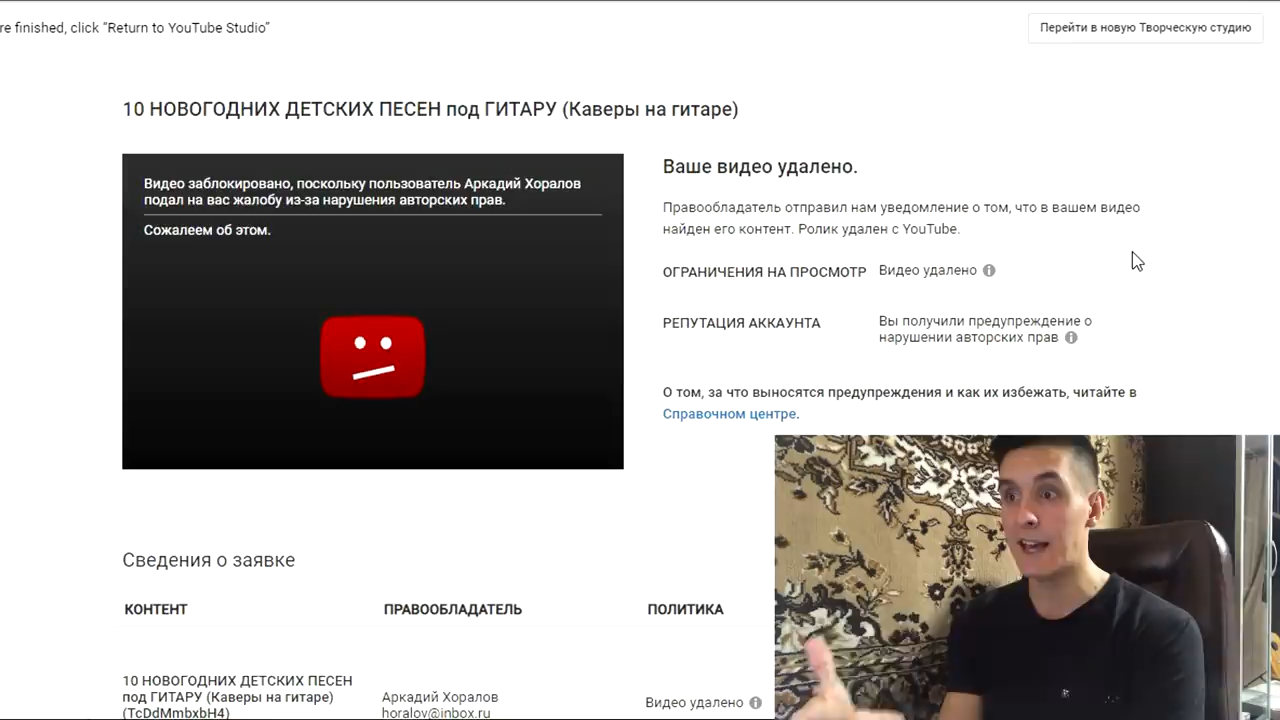 re finished, click “Return to YouTube Studio”
Перейти в новую Творческую студию
10 НОВОГОДНИХ ДЕТСКИХ ПЕСЕН под ГИТАРУ (Каверы на гитаре)
Видео заблокировано, поскольку пользователь Аркадий Хоралов
подал на вас жалобу из-за нарушения авторских прав.
Сожалеем об этом.
Ваше видео удалено.
Правообладатель отправил нам уведомление о том, что в вашем видео
найден его контент. Ролик удален с YouTube.
ОГРАНИЧЕНИЯ НА ПРОСМОТР Видео удалено
РЕПУТАЦИЯ АККАУНТА Вы получили предупреждение о
нарушении авторских прав
О том, за что выносятся предупреждения и как их избежать, читайте в
Справочном центре.
Сведения о заявке
КОНТЕНТ ПРАВООБЛАДАТЕЛЬ ПОЛИТИКА
10 НОВОГОДНИХ ДЕТСКИХ ПЕСЕН
под ГИТАРУ (Каверы на гитаре)
(TcDdMmbxbH4)
Аркадий Хоралов
horalov@inbox.ru
Видео удалено